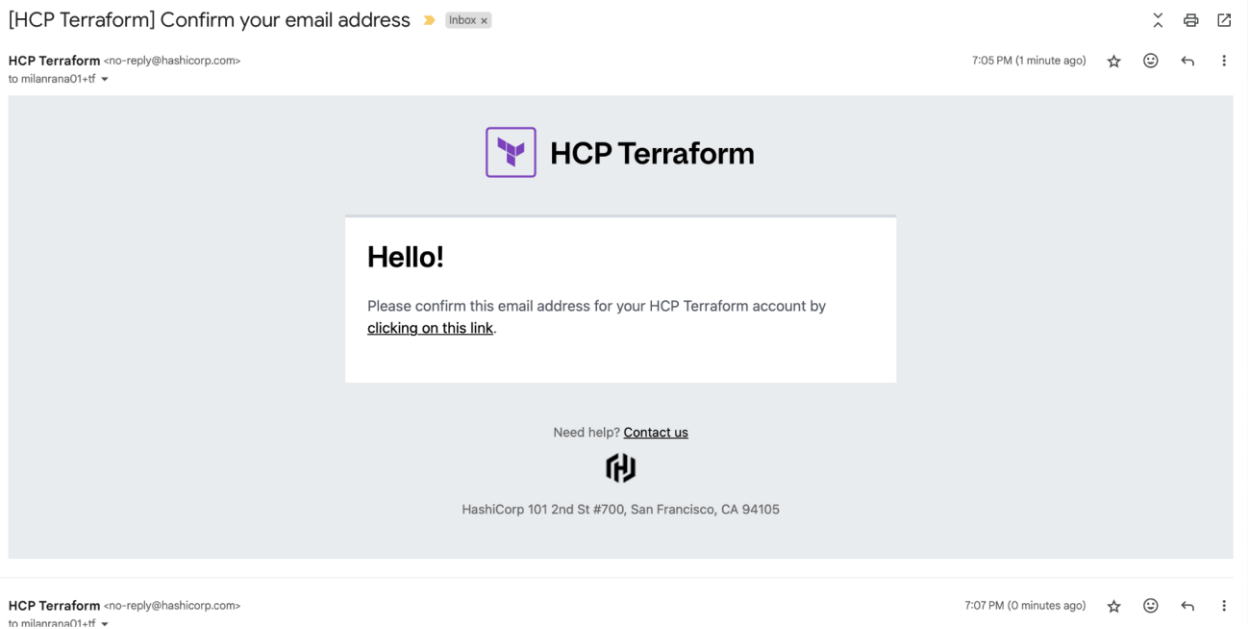 [HCP Terraform] Confirm your email address
Inbox ×
HCP Terraform <no-reply@hashicorp.com>
7:05 PM (1 minute ago)
to milanrana01+tf
HCP Terraform
Hello!
Please confirm this email address for your HCP Terraform account by
clicking on this link.
Need help? Contact us
HashiCorp 101 2nd St #700, San Francisco, CA 94105
HCP Terraform <no-reply@hashicorp.com>
7:07 PM (0 minutes ago)
to milanrana01+tf